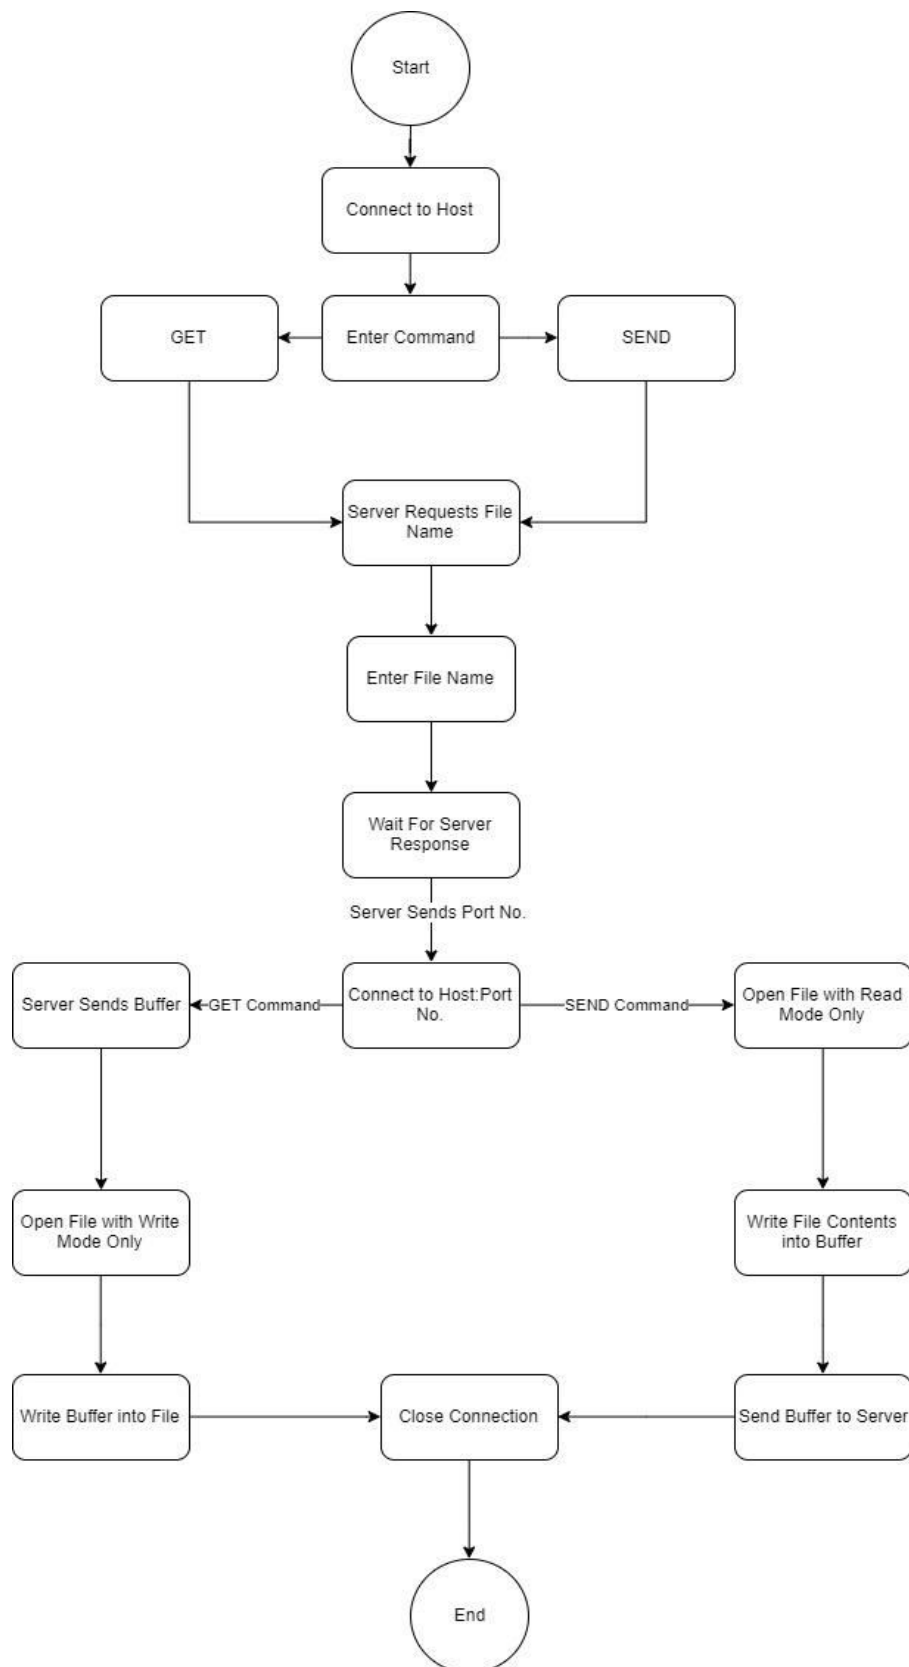 Start
Connect to Host
GET
Enter Command
SEND
Server Requests File
Name
Enter File Name
Wait For Server
Response
Server Sends Port No.
Server Sends Buffer
GET Command
Connect to Host:Port
No.
SEND Command
Open File with Read
Mode Only
Open File with Write
Mode Only
Write File Contents
into Buffer
Write Buffer into File
Close Connection
Send Buffer to Server
End